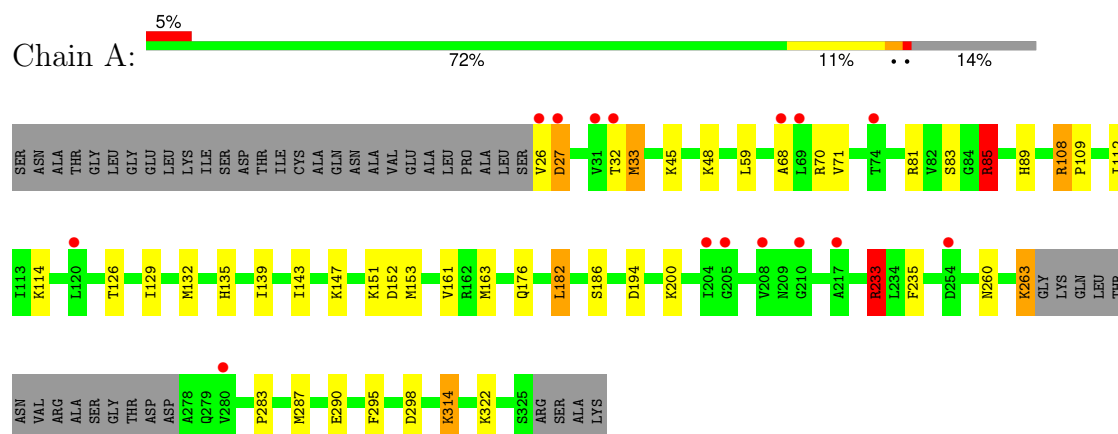 5%
Chain A:
72% 11% • • 14%
SER ASN ALA THR GLY LEU LEU GLY GLU LEU LYS ILE SER ASP THR ILE CYS ALA GLN ASN ALA VAL GLU ALA LEU PRO ALA LEU SER V26 D27 V31 T32 M33 K45 K48 L59 A68 L69 R70 V71 T74 R81 V82 S83 G84 R85 H89 R108 P109 I112
I113 K114 L120 T126 I129 M132 H135 I139 I143 K147 K151 D152 M153 V161 R162 M163 Q176 L182 S186 D194 K200 I204 G205 V208 N209 G210 A217 R233 L234 F235 D254 N260 K263 GLY LYS GLN LEU THR
ASN VAL ARG ALA SER GLY THR ASP ASP A278 Q279 V280 P283 M287 E290 F295 D298 K314 K322 S325 ARG SER ALA LYS